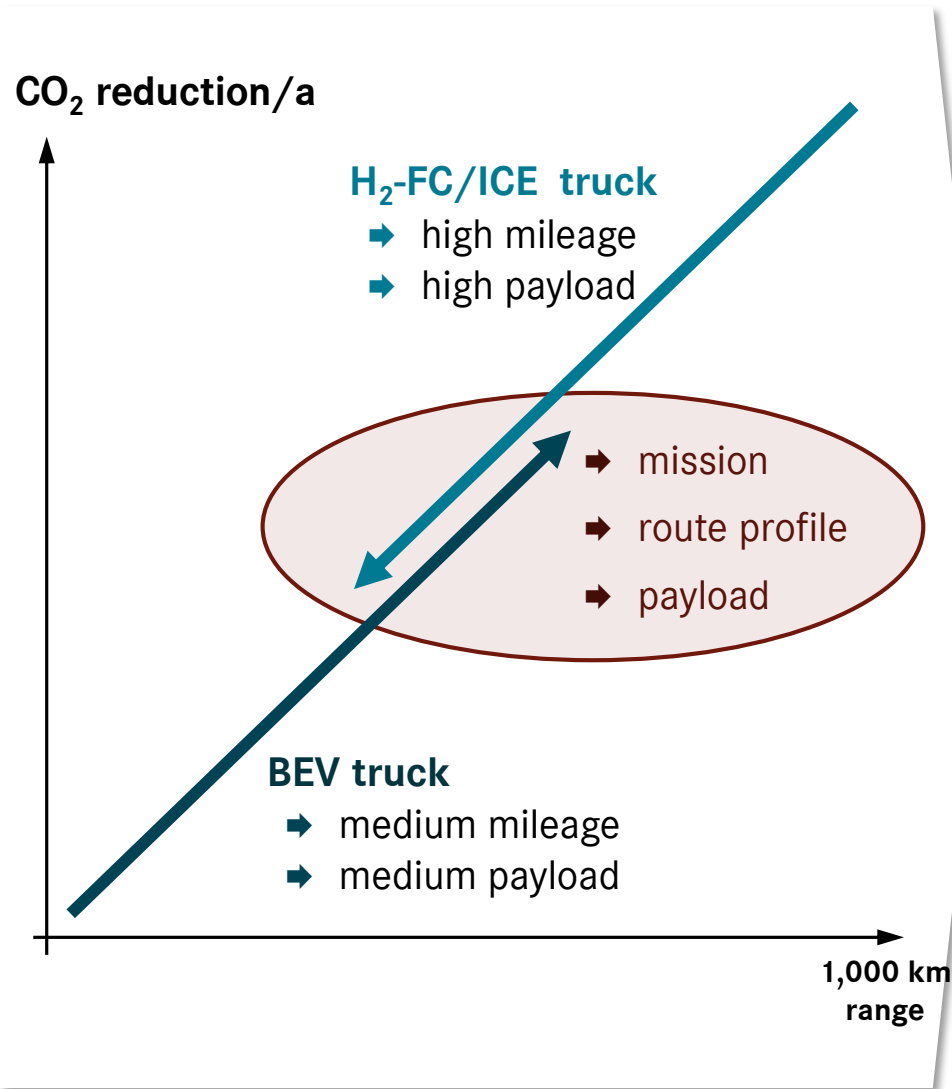 CO₂ reduction/a
H₂-FC/ICE truck
high mileage
high payload
mission
route profile
payload
BEV truck
medium mileage
medium payload
1,000 km
range